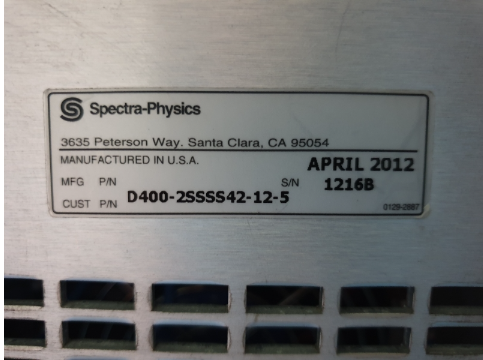 Spectra-Physics
3635 Peterson Way. Santa Clara, CA 95054
MANUFACTURED IN U.S.A. APRIL 2012
MFG P/N S/N 1216B
D400-2SSSS42-12-5
CUST P/N 0129-2887